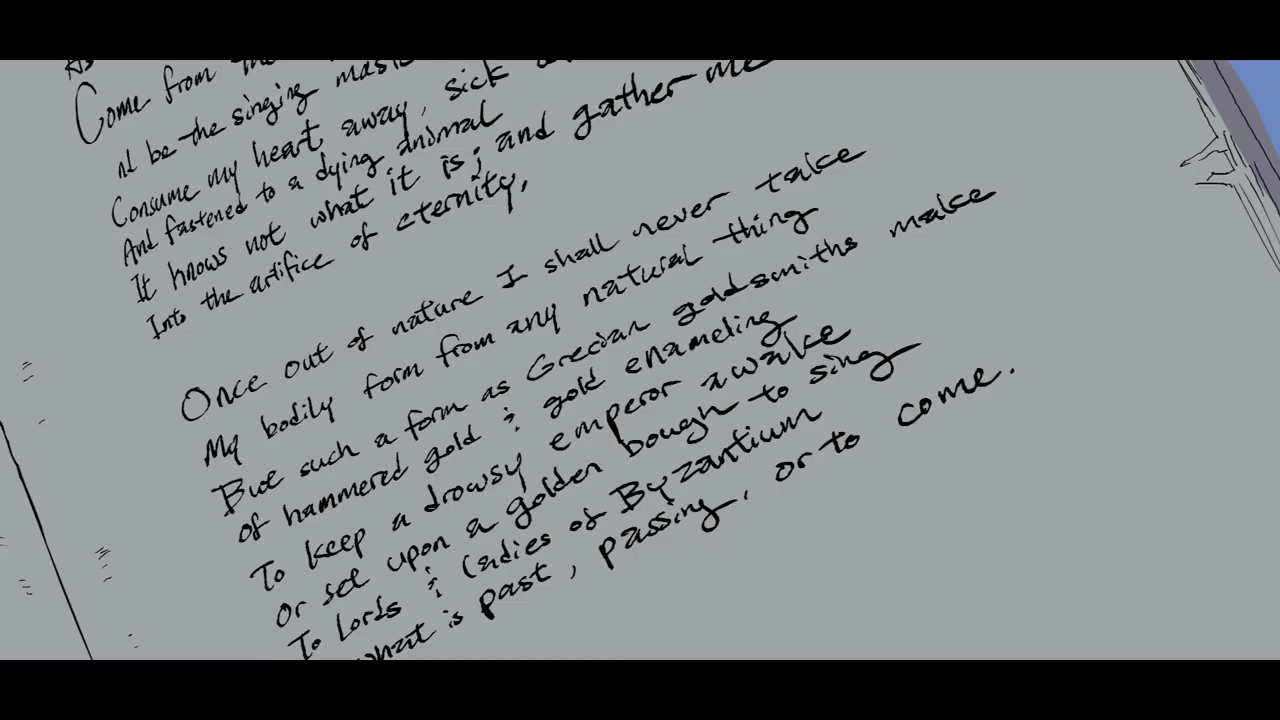 As
Come from the
nd be the singing mast
Consume my heart away, sick
And fastened to a dying animal
It knows not what it is; and gather me
Into the artifice of eternity,
Once out of nature I shall never take
My bodily form from any natural thing
But such a form as Grecian goldsmiths make
of hammered gold & gold enameling
To keep a drowsy emperor awake
Or set upon a golden bough to sing
To Lords & Ladies of Byzantium
what is past, passing, or to come.